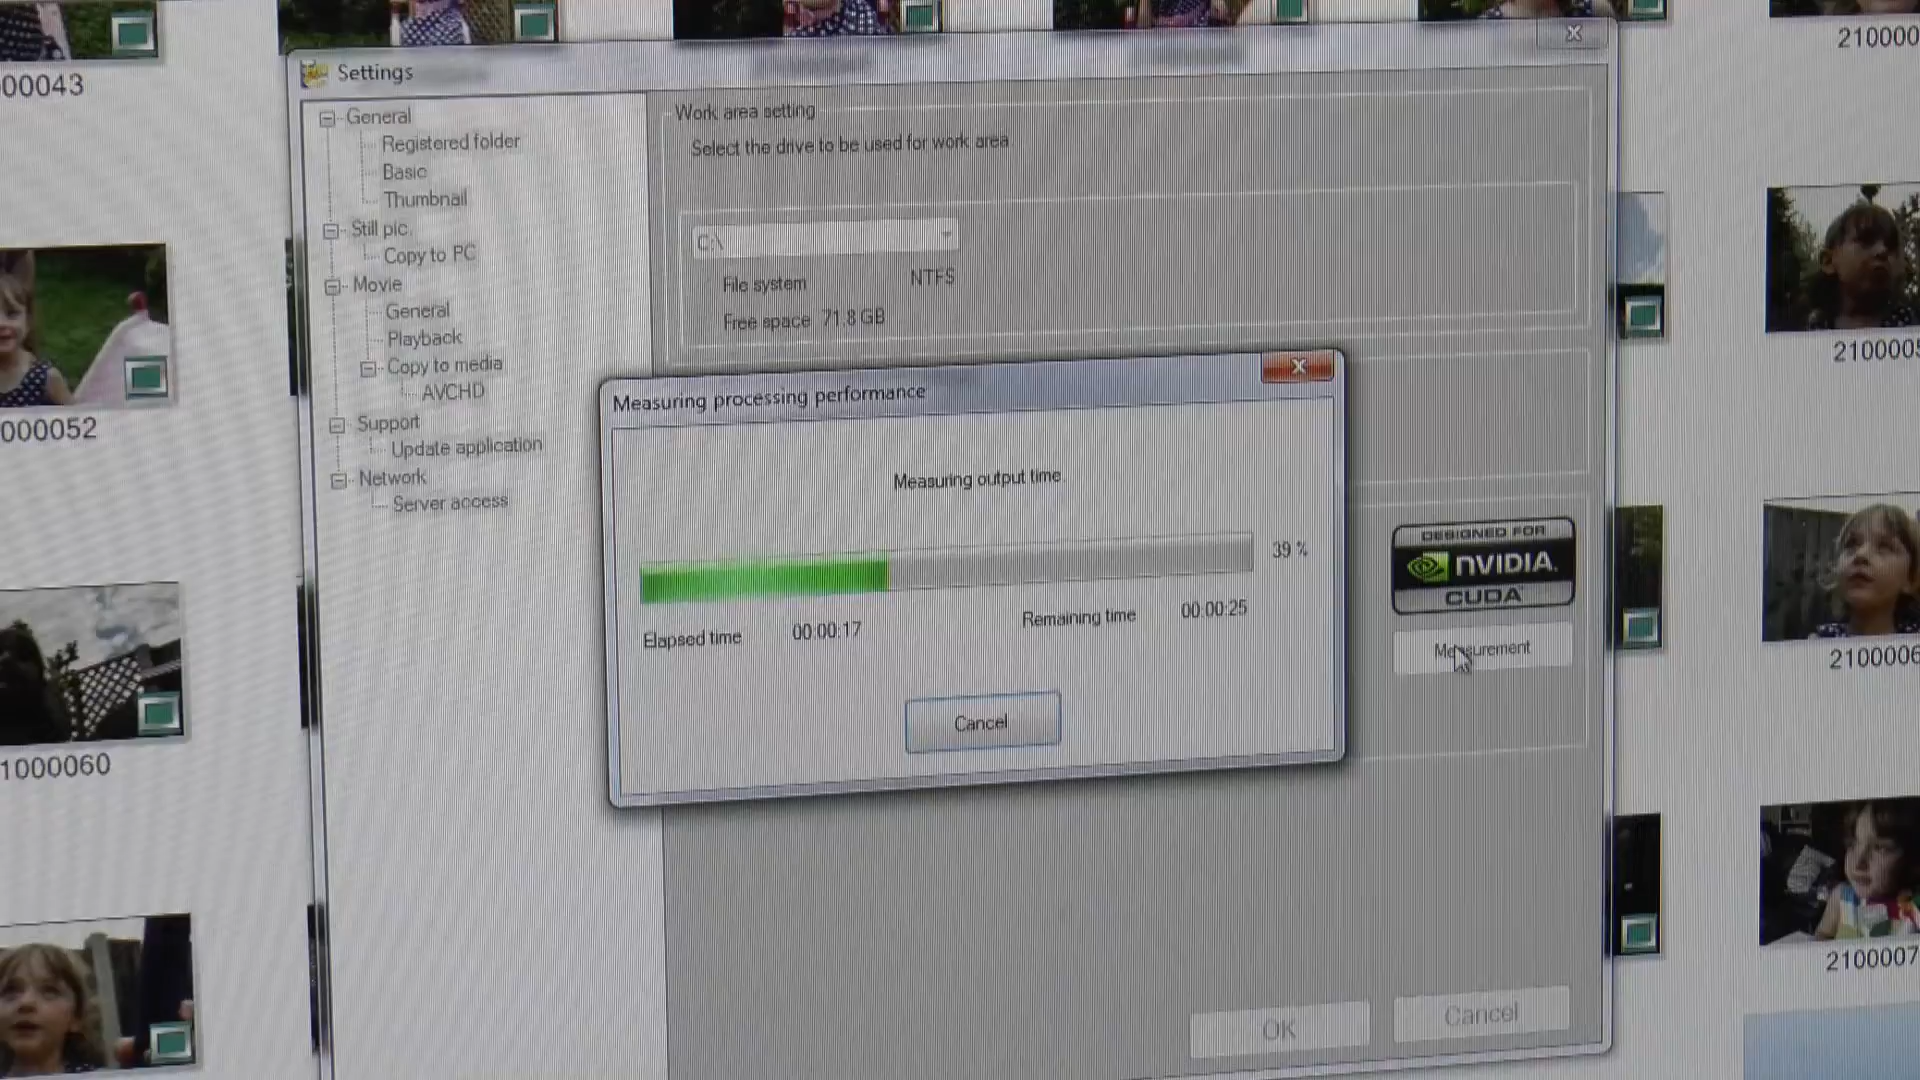 00043
210000
Settings
General
Registered folder
Basic
Thumbnail
Still pic.
Copy to PC
Movie
General
Playback
Copy to media
AVCHD
Support
Update application
Network
Server access
Work area setting
Select the drive to be used for work area
C:\
File system NTFS
Free space 71.8 GB
Measuring processing performance
Measuring output time.
39 %
Elapsed time 00:00:17
Remaining time 00:00:25
Cancel
DESIGNED FOR
NVIDIA.
CUDA
Measurement
OK
Cancel
000052
1000060
2100005
2100006
2100007